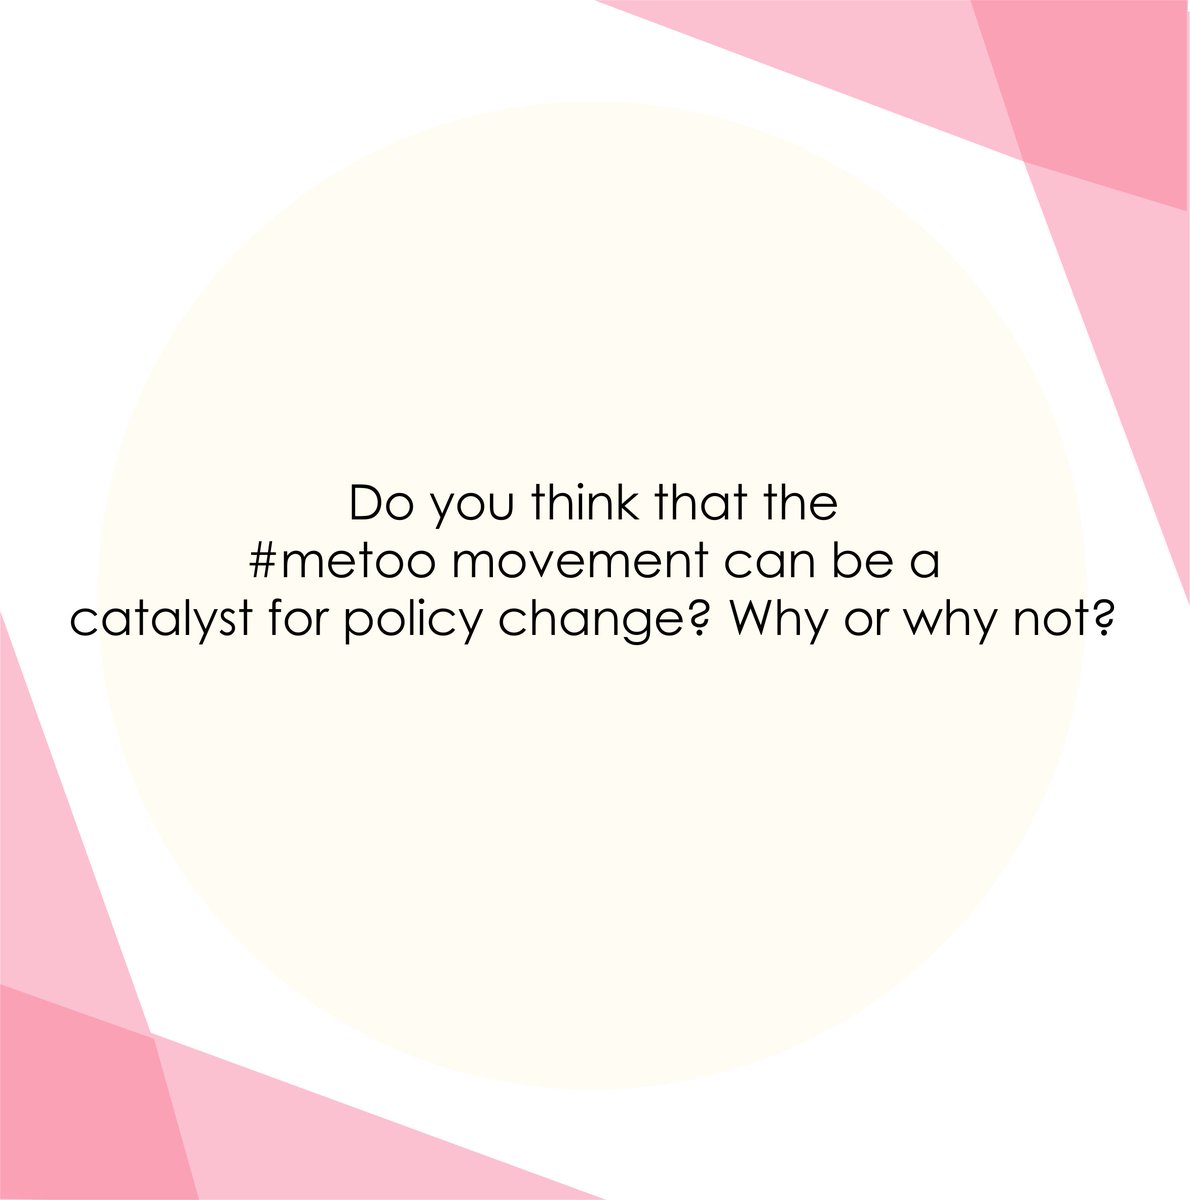 Do you think that the
#metoo movement can be a
catalyst for policy change? Why or why not?